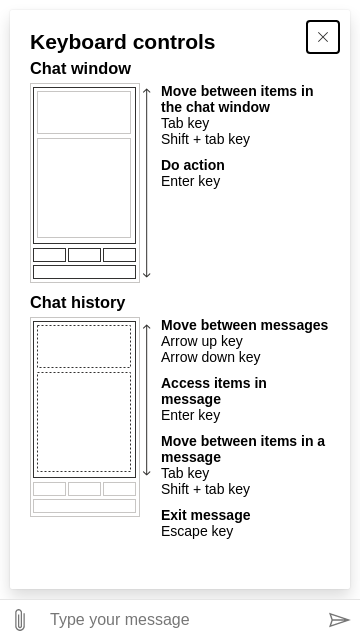 Keyboard controls
Chat window
Move between items in
the chat window
Tab key
Shift + tab key
Do action
Enter key
Chat history
Move between messages
Arrow up key
Arrow down key
Access items in
message
Enter key
Move between items in a
message
Tab key
Shift + tab key
Exit message
Escape key
Type your message